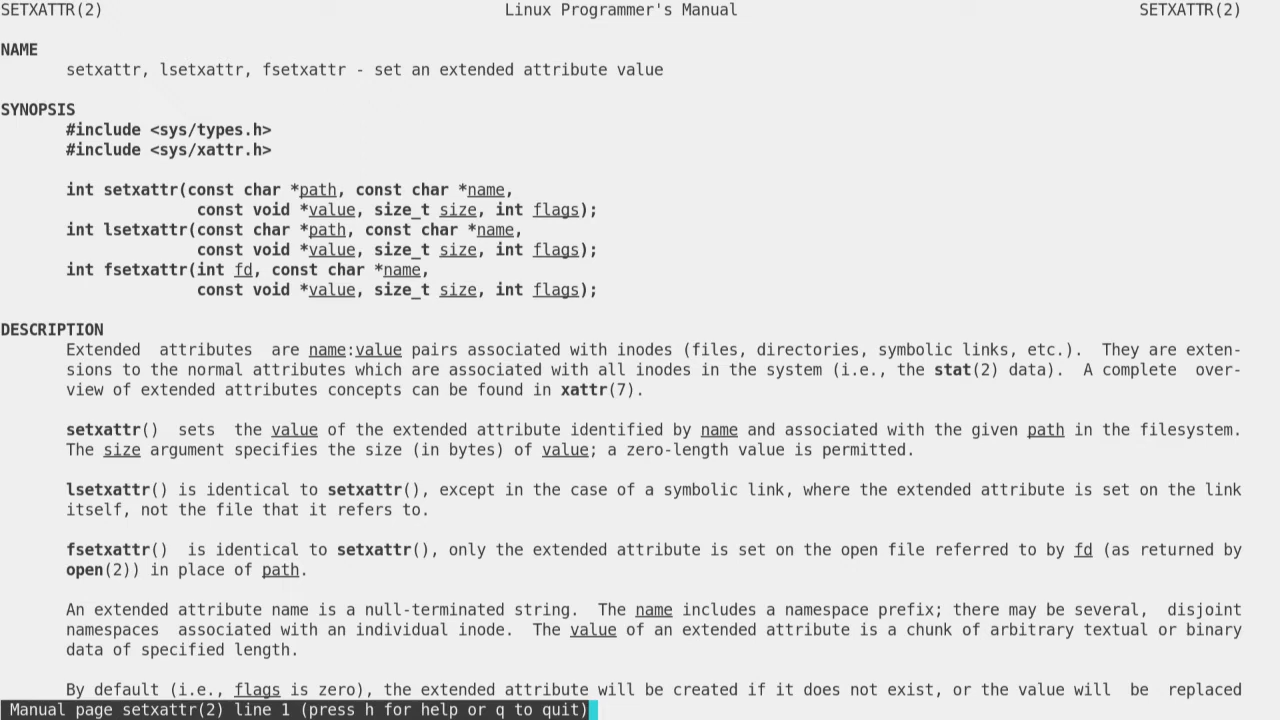 SETXATTR(2) Linux Programmer's Manual SETXATTR(2)
NAME
setxattr, lsetxattr, fsetxattr - set an extended attribute value
SYNOPSIS
#include <sys/types.h>
#include <sys/xattr.h>
int setxattr(const char *path, const char *name,
const void *value, size_t size, int flags);
int lsetxattr(const char *path, const char *name,
const void *value, size_t size, int flags);
int fsetxattr(int fd, const char *name,
const void *value, size_t size, int flags);
DESCRIPTION
Extended attributes are name:value pairs associated with inodes (files, directories, symbolic links, etc.). They are exten-
sions to the normal attributes which are associated with all inodes in the system (i.e., the stat(2) data). A complete over-
view of extended attributes concepts can be found in xattr(7).
setxattr() sets the value of the extended attribute identified by name and associated with the given path in the filesystem.
The size argument specifies the size (in bytes) of value; a zero-length value is permitted.
lsetxattr() is identical to setxattr(), except in the case of a symbolic link, where the extended attribute is set on the link
itself, not the file that it refers to.
fsetxattr() is identical to setxattr(), only the extended attribute is set on the open file referred to by fd (as returned by
open(2)) in place of path.
An extended attribute name is a null-terminated string. The name includes a namespace prefix; there may be several, disjoint
namespaces associated with an individual inode. The value of an extended attribute is a chunk of arbitrary textual or binary
data of specified length.
By default (i.e., flags is zero), the extended attribute will be created if it does not exist, or the value will be replaced
Manual page setxattr(2) line 1 (press h for help or q to quit)